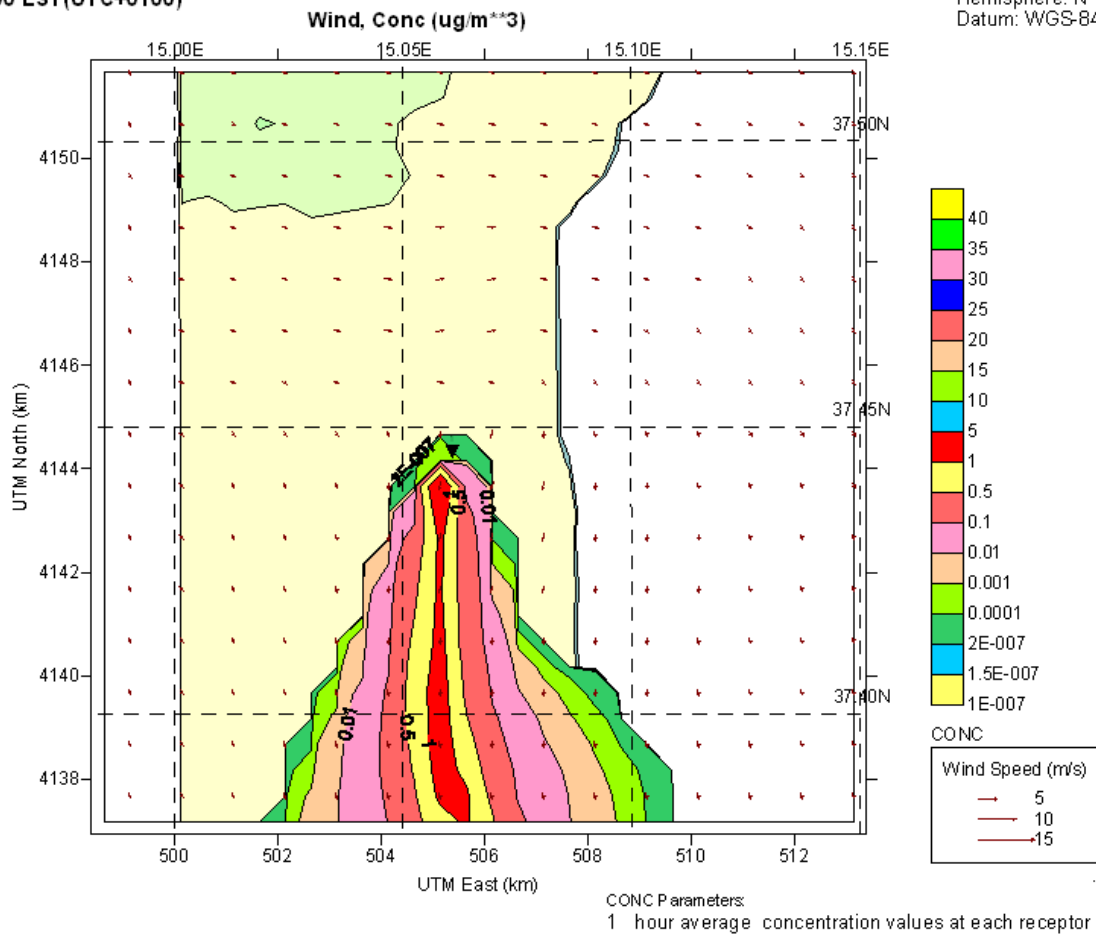 Wind, Conc (ug/m**3)
Datum: WGS-84
15.00E 15.05E 15.10E 15.15E
37.50N
37.45N
37.40N
UTM North (km)
4150
4148
4146
4144
4142
4140
4138
500 502 504 506 508 510 512
UTM East (km)
1E-007
1
0.5
0.01
0.01
0.5
1
40
35
30
25
20
15
10
5
1
0.5
0.1
0.01
0.001
0.0001
2E-007
1.5E-007
1E-007
CONC
Wind Speed (m/s)
5
10
15
CONC Parameters:
1 hour average concentration values at each receptor